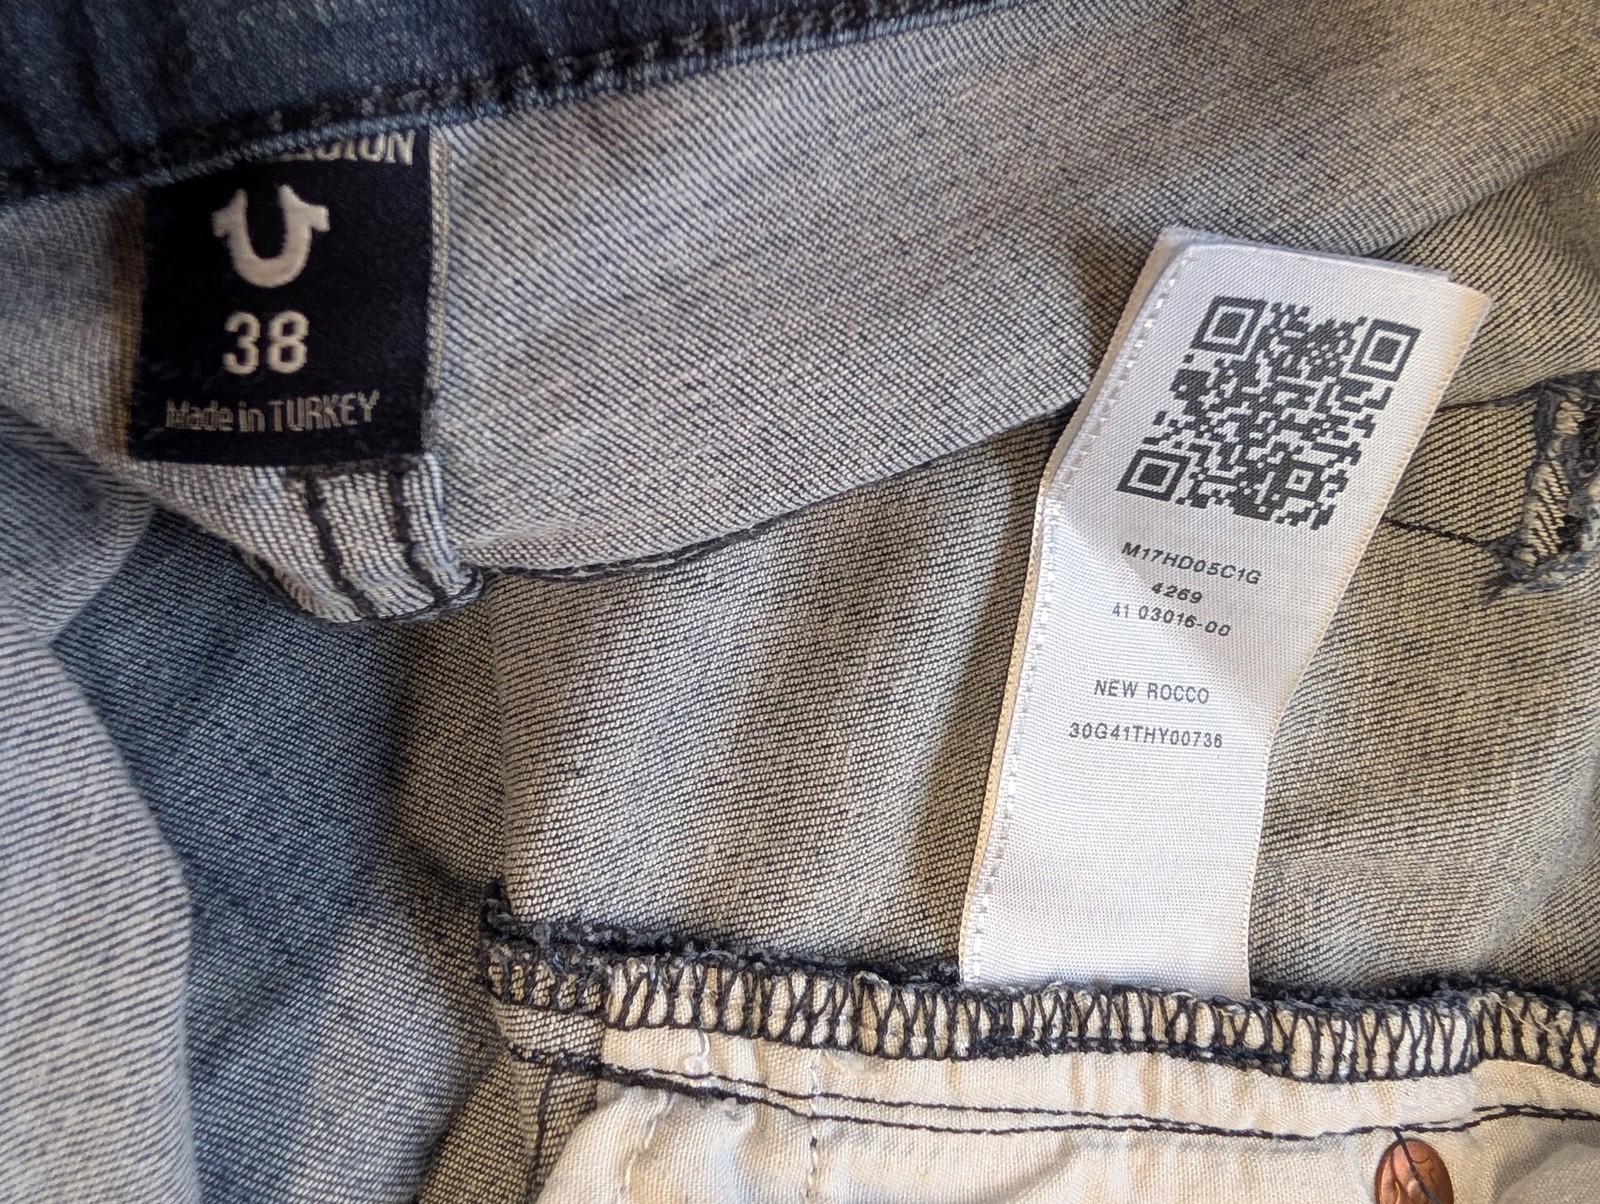 38
Made in TURKEY
M17HD05C1G
4269
41 03016-00
NEW ROCCO
30G41THY00736